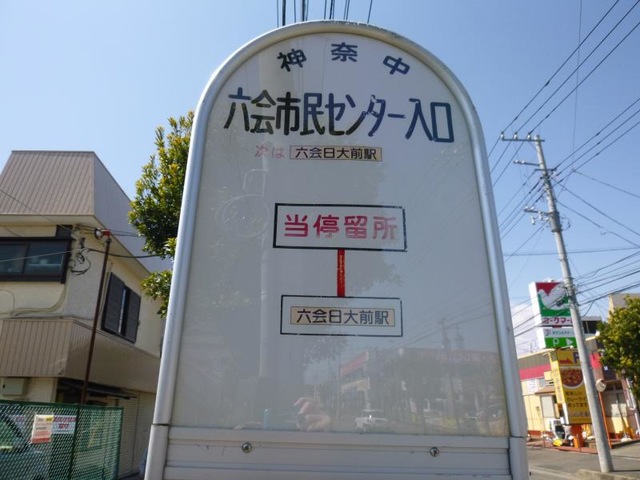 神奈中
六会市民センター入口
次は 六会日大前駅
当停留所
六会日大前駅